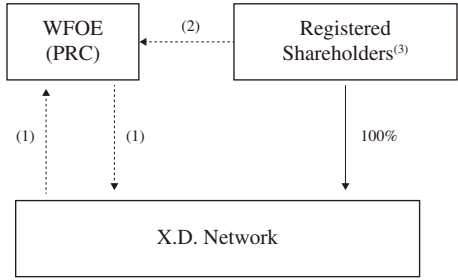 WFOE
(PRC)
(2)
Registered
Shareholders(3)
(1)
(1)
100%
X.D. Network